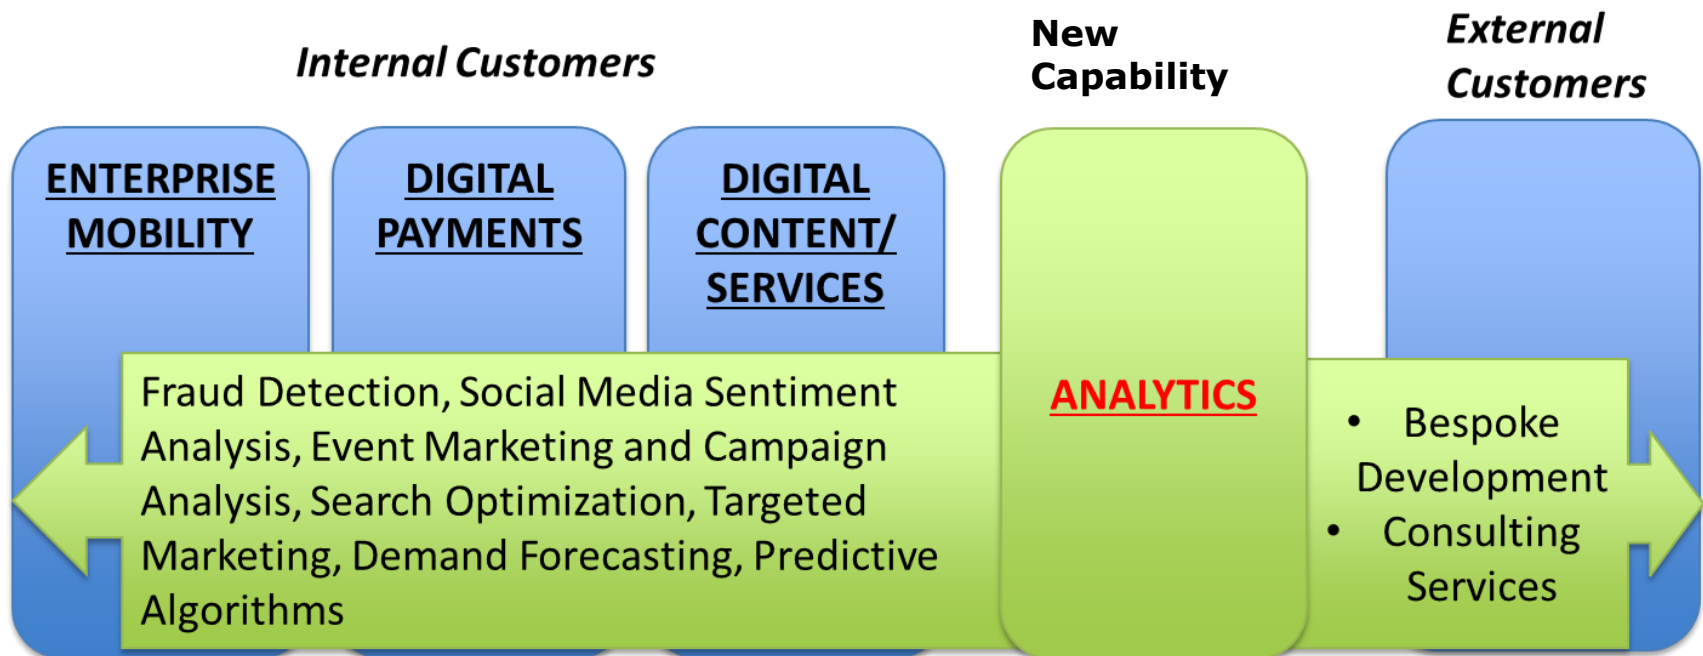 Internal Customers
New
Capability
External
Customers
ENTERPRISE
MOBILITY
DIGITAL
PAYMENTS
DIGITAL
CONTENT/
SERVICES
Fraud Detection, Social Media Sentiment
Analysis, Event Marketing and Campaign
Analysis, Search Optimization, Targeted
Marketing, Demand Forecasting, Predictive
Algorithms
ANALYTICS
• Bespoke
Development
• Consulting
Services